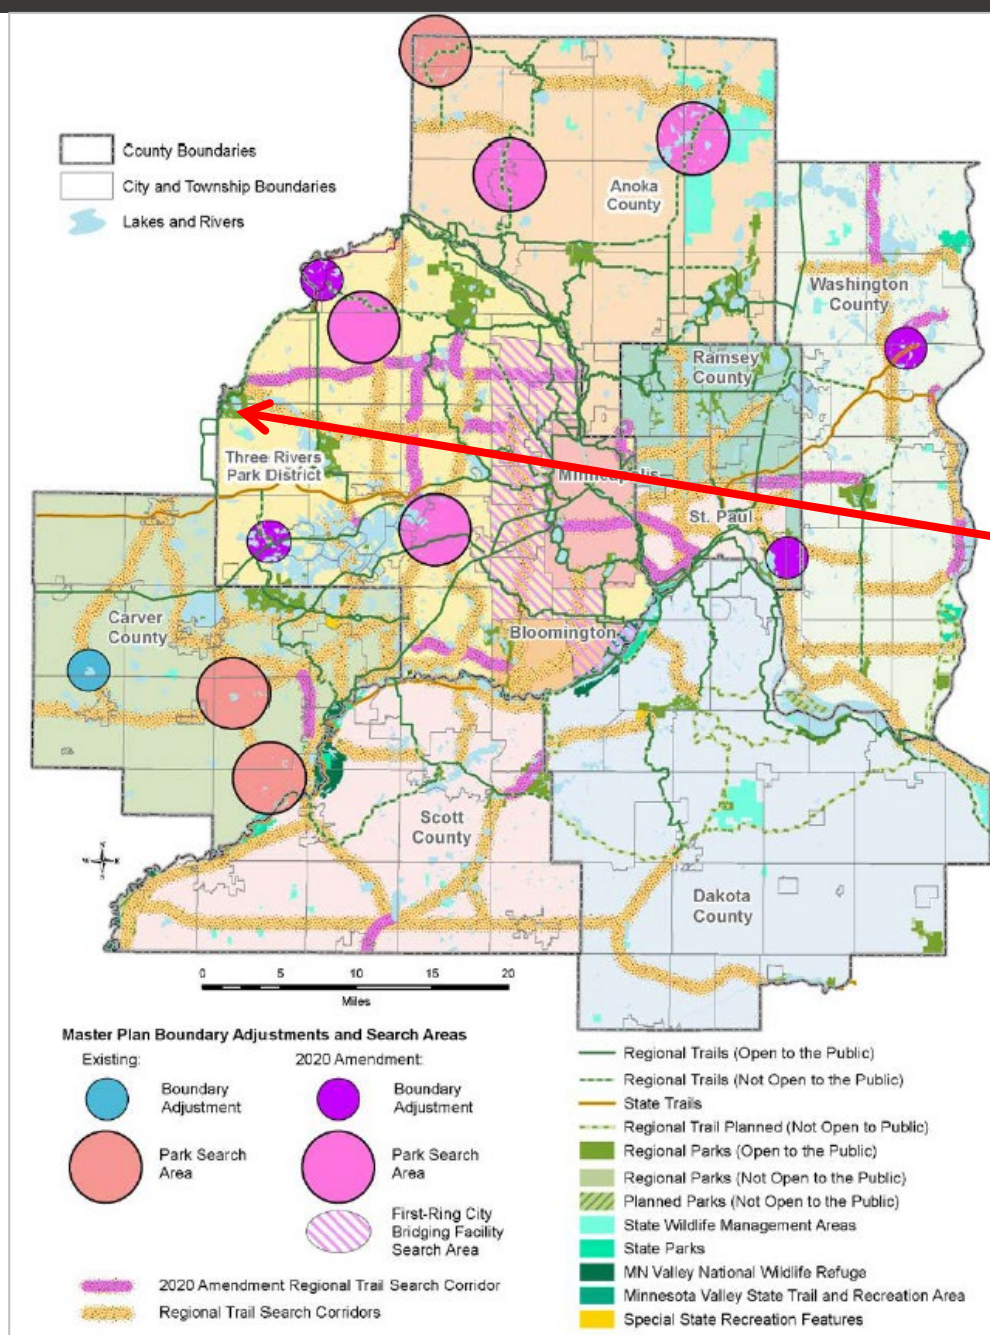 County Boundaries
City and Township Boundaries
Lakes and Rivers
Anoka
County
Washington
County
Ramsey
County
Three Rivers
Park District
Minneapolis
St. Paul
Carver
County
Bloomington
Scott
County
Dakota
County
0 5 10 15 20
Miles
Master Plan Boundary Adjustments and Search Areas
Existing:
Boundary
Adjustment
Park Search
Area
2020 Amendment:
Boundary
Adjustment
Park Search
Area
First-Ring City
Bridging Facility
Search Area
2020 Amendment Regional Trail Search Corridor
Regional Trail Search Corridors
Regional Trails (Open to the Public)
Regional Trails (Not Open to the Public)
State Trails
Regional Trail Planned (Not Open to Public)
Regional Parks (Open to the Public)
Regional Parks (Not Open to the Public)
Planned Parks (Not Open to the Public)
State Wildlife Management Areas
State Parks
MN Valley National Wildlife Refuge
Minnesota Valley State Trail and Recreation Area
Special State Recreation Features